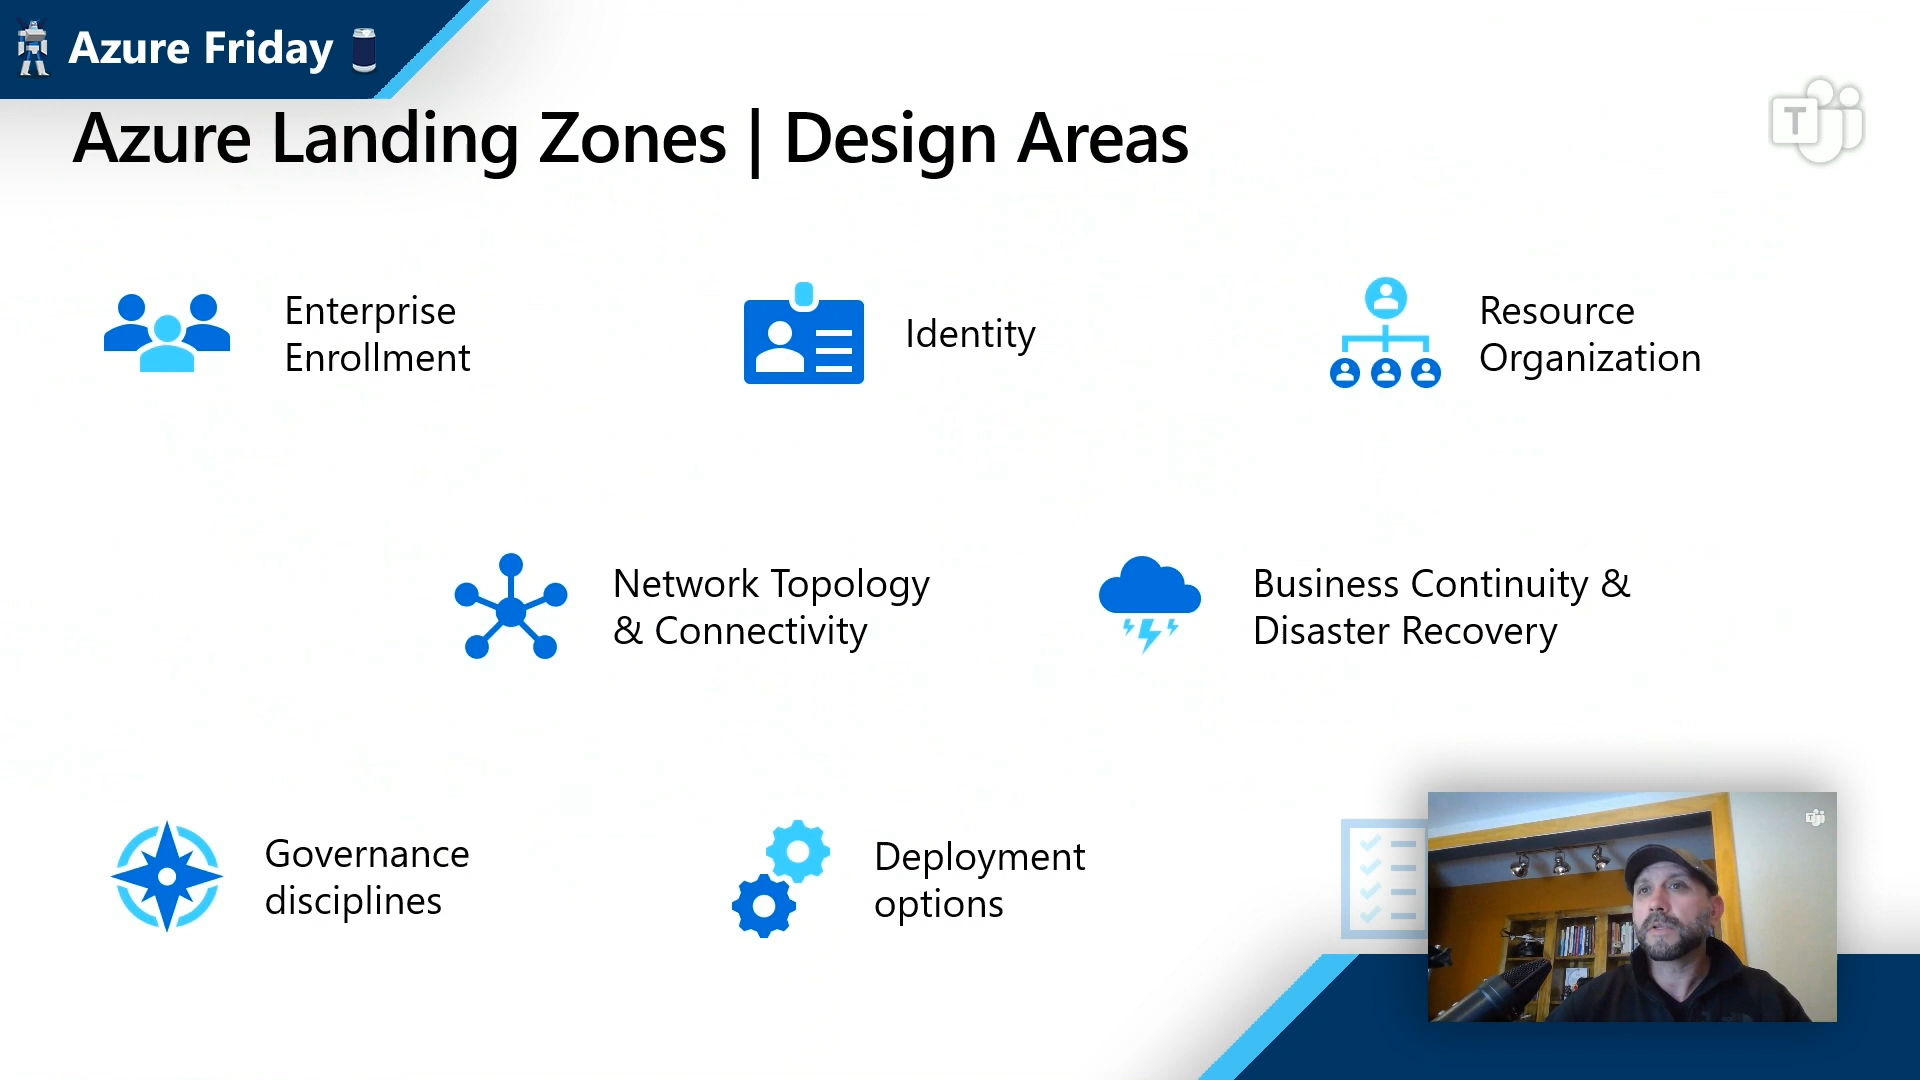 Azure Friday
Azure Landing Zones | Design Areas
T
Enterprise
Enrollment
Identity
Resource
Organization
Network Topology
& Connectivity
Business Continuity &
Disaster Recovery
Governance
disciplines
Deployment
options